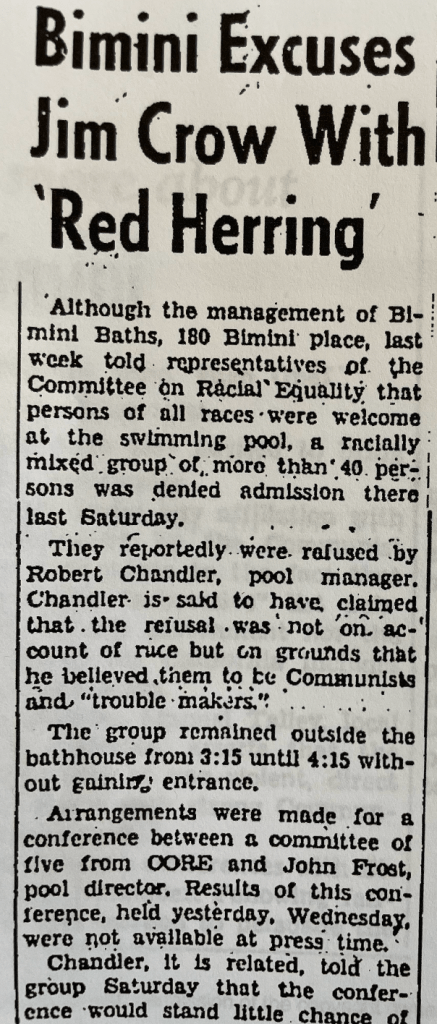 Bimini Excuses
Jim Crow With
'Red Herring'
Although the management of Bi-
mini Baths, 180 Bimini place, last
week told representatives of the
Committee on Racial Equality that
persons of all races were welcome
at the swimming pool, a racially
mixed group of more than 40 per-
sons was denied admission there
last Saturday.
They reportedly were refused by
Robert Chandler, pool manager.
Chandler is said to have claimed
that the refusal was not on ac-
count of race but on grounds that
he believed them to be Communists
and "trouble makers."
The group remained outside the
bathhouse from 3:15 until 4:15 with-
out gaining entrance.
Arrangements were made for a
conference between a committee of
five from CORE and John Frost,
pool director. Results of this con-
ference, held yesterday, Wednesday,
were not available at press time.
Chandler, it is related, told the
group Saturday that the confer-
ence would stand little chance of